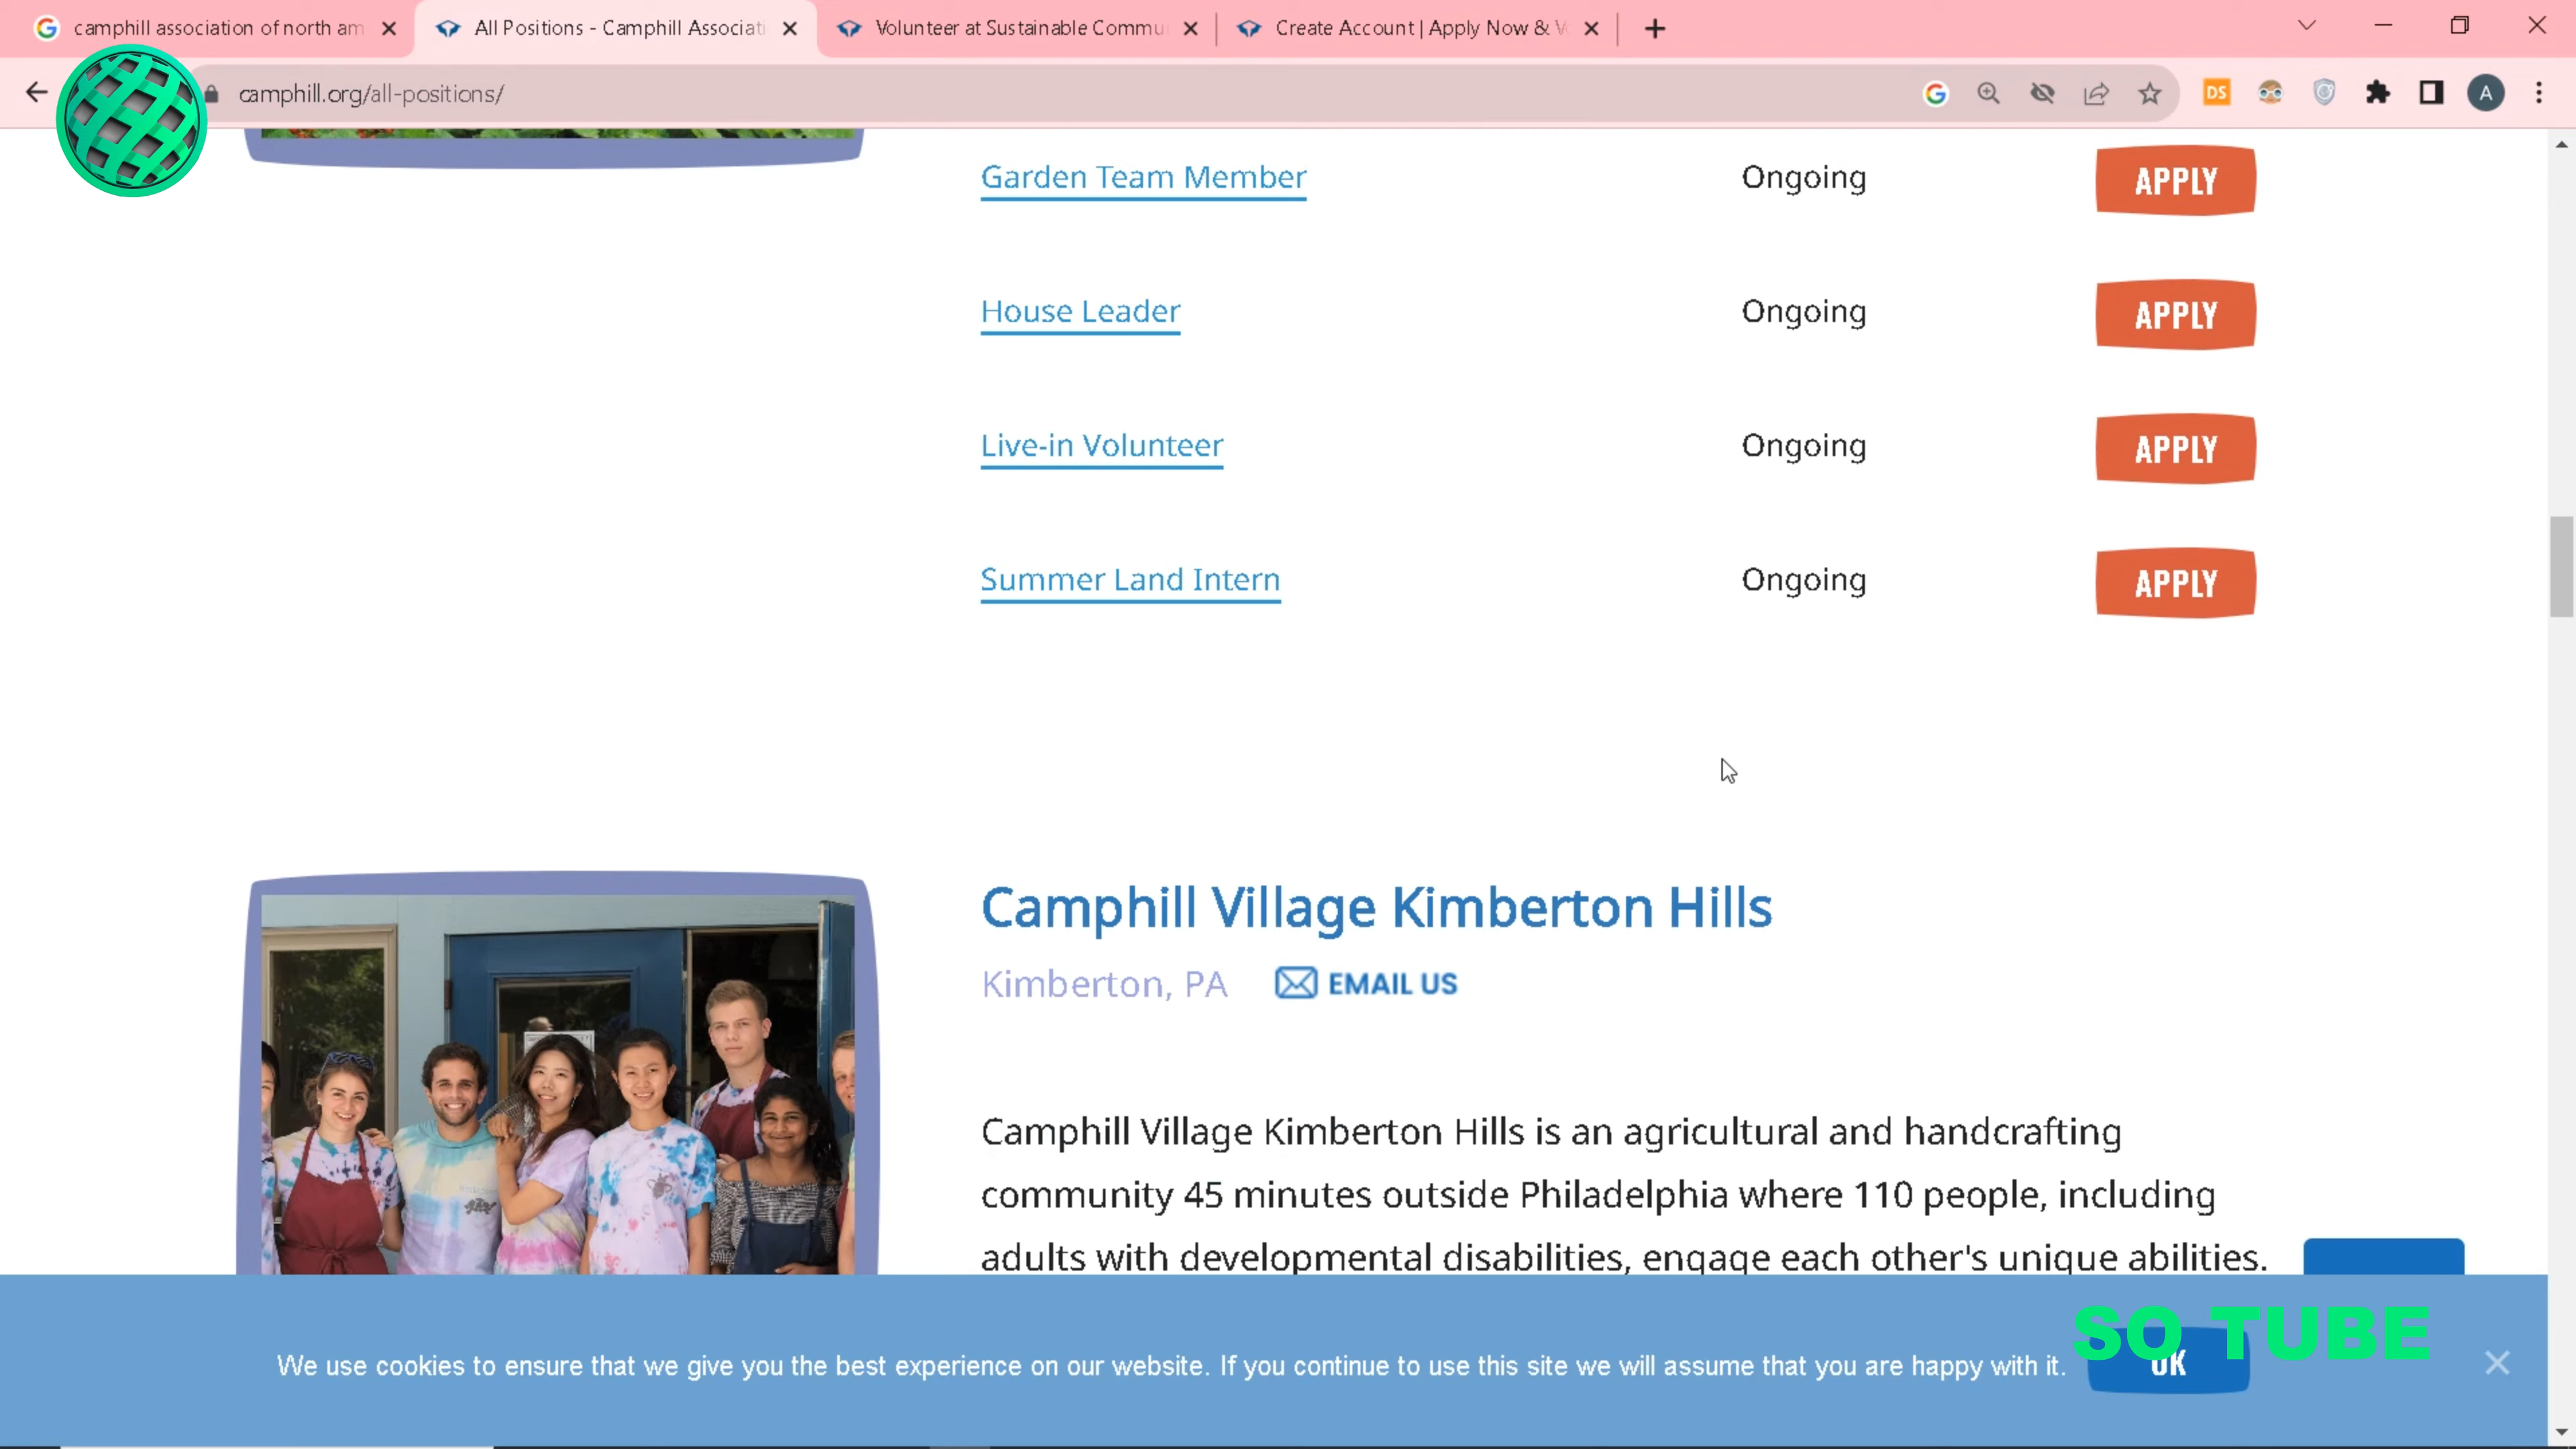 camphill association of north am
All Positions - Camphill Associati
Volunteer at Sustainable Commu
Create Account | Apply Now & V
camphill.org/all-positions/
DS
A
Garden Team Member Ongoing APPLY
House Leader Ongoing APPLY
Live-in Volunteer Ongoing APPLY
Summer Land Intern Ongoing APPLY
Camphill Village Kimberton Hills
Kimberton, PA EMAIL US
Camphill Village Kimberton Hills is an agricultural and handcrafting
community 45 minutes outside Philadelphia where 110 people, including
adults with developmental disabilities, engage each other's unique abilities.
We use cookies to ensure that we give you the best experience on our website. If you continue to use this site we will assume that you are happy with it.
OK
SO TUBE